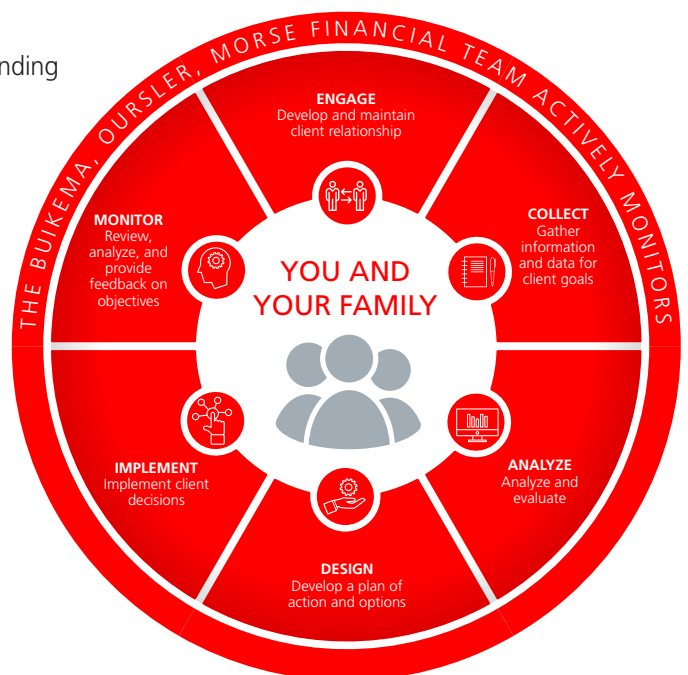 nding
THE BUIKEMA, OURSLER, MORSE FINANCIAL TEAM ACTIVELY MONITORS
ENGAGE
Develop and maintain
client relationship
COLLECT
Gather
information
and data for
client goals
ANALYZE
Analyze and
evaluate
DESIGN
Develop a plan of
action and options
IMPLEMENT
Implement client
decisions
MONITOR
Review,
analyze, and
provide
feedback on
objectives
YOU AND
YOUR FAMILY